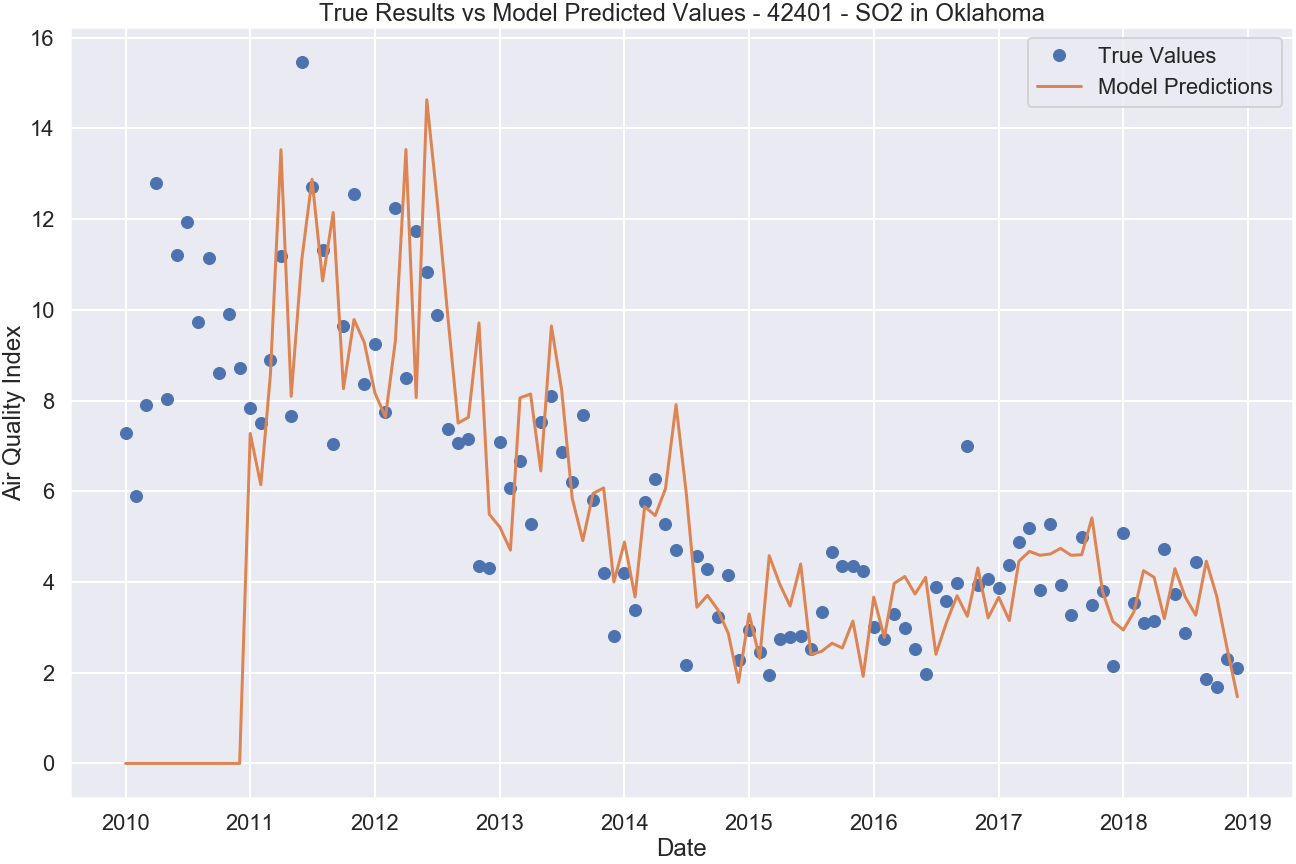 True Results vs Model Predicted Values - 42401 - SO2 in Oklahoma
True Values
Model Predictions
16
14
12
10
8
6
4
2
0
Air Quality Index
2010 2011 2012 2013 2014 2015 2016 2017 2018 2019
Date